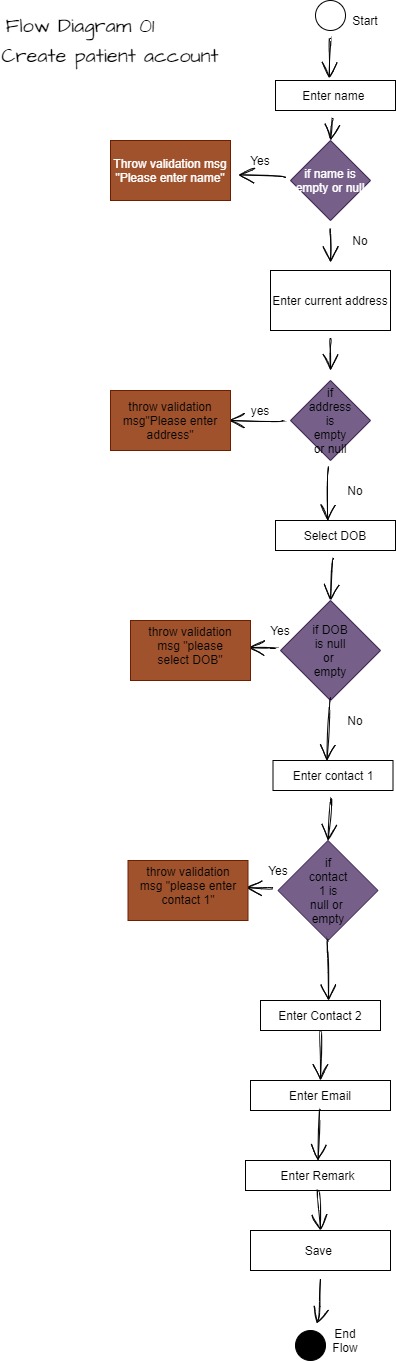 Flow Diagram 01
Create patient account
Start
Enter name
Throw validation msg
"Please enter name"
Yes
if name is
empty or null
No
Enter current address
throw validation
msg"Please enter
address"
yes
if
address
is
empty
or null
No
Select DOB
throw validation
msg "please
select DOB"
Yes
if DOB
is null
or
empty
No
Enter contact 1
throw validation
msg "please enter
contact 1"
Yes
if
contact
1 is
null or
empty
Enter Contact 2
Enter Email
Enter Remark
Save
End
Flow